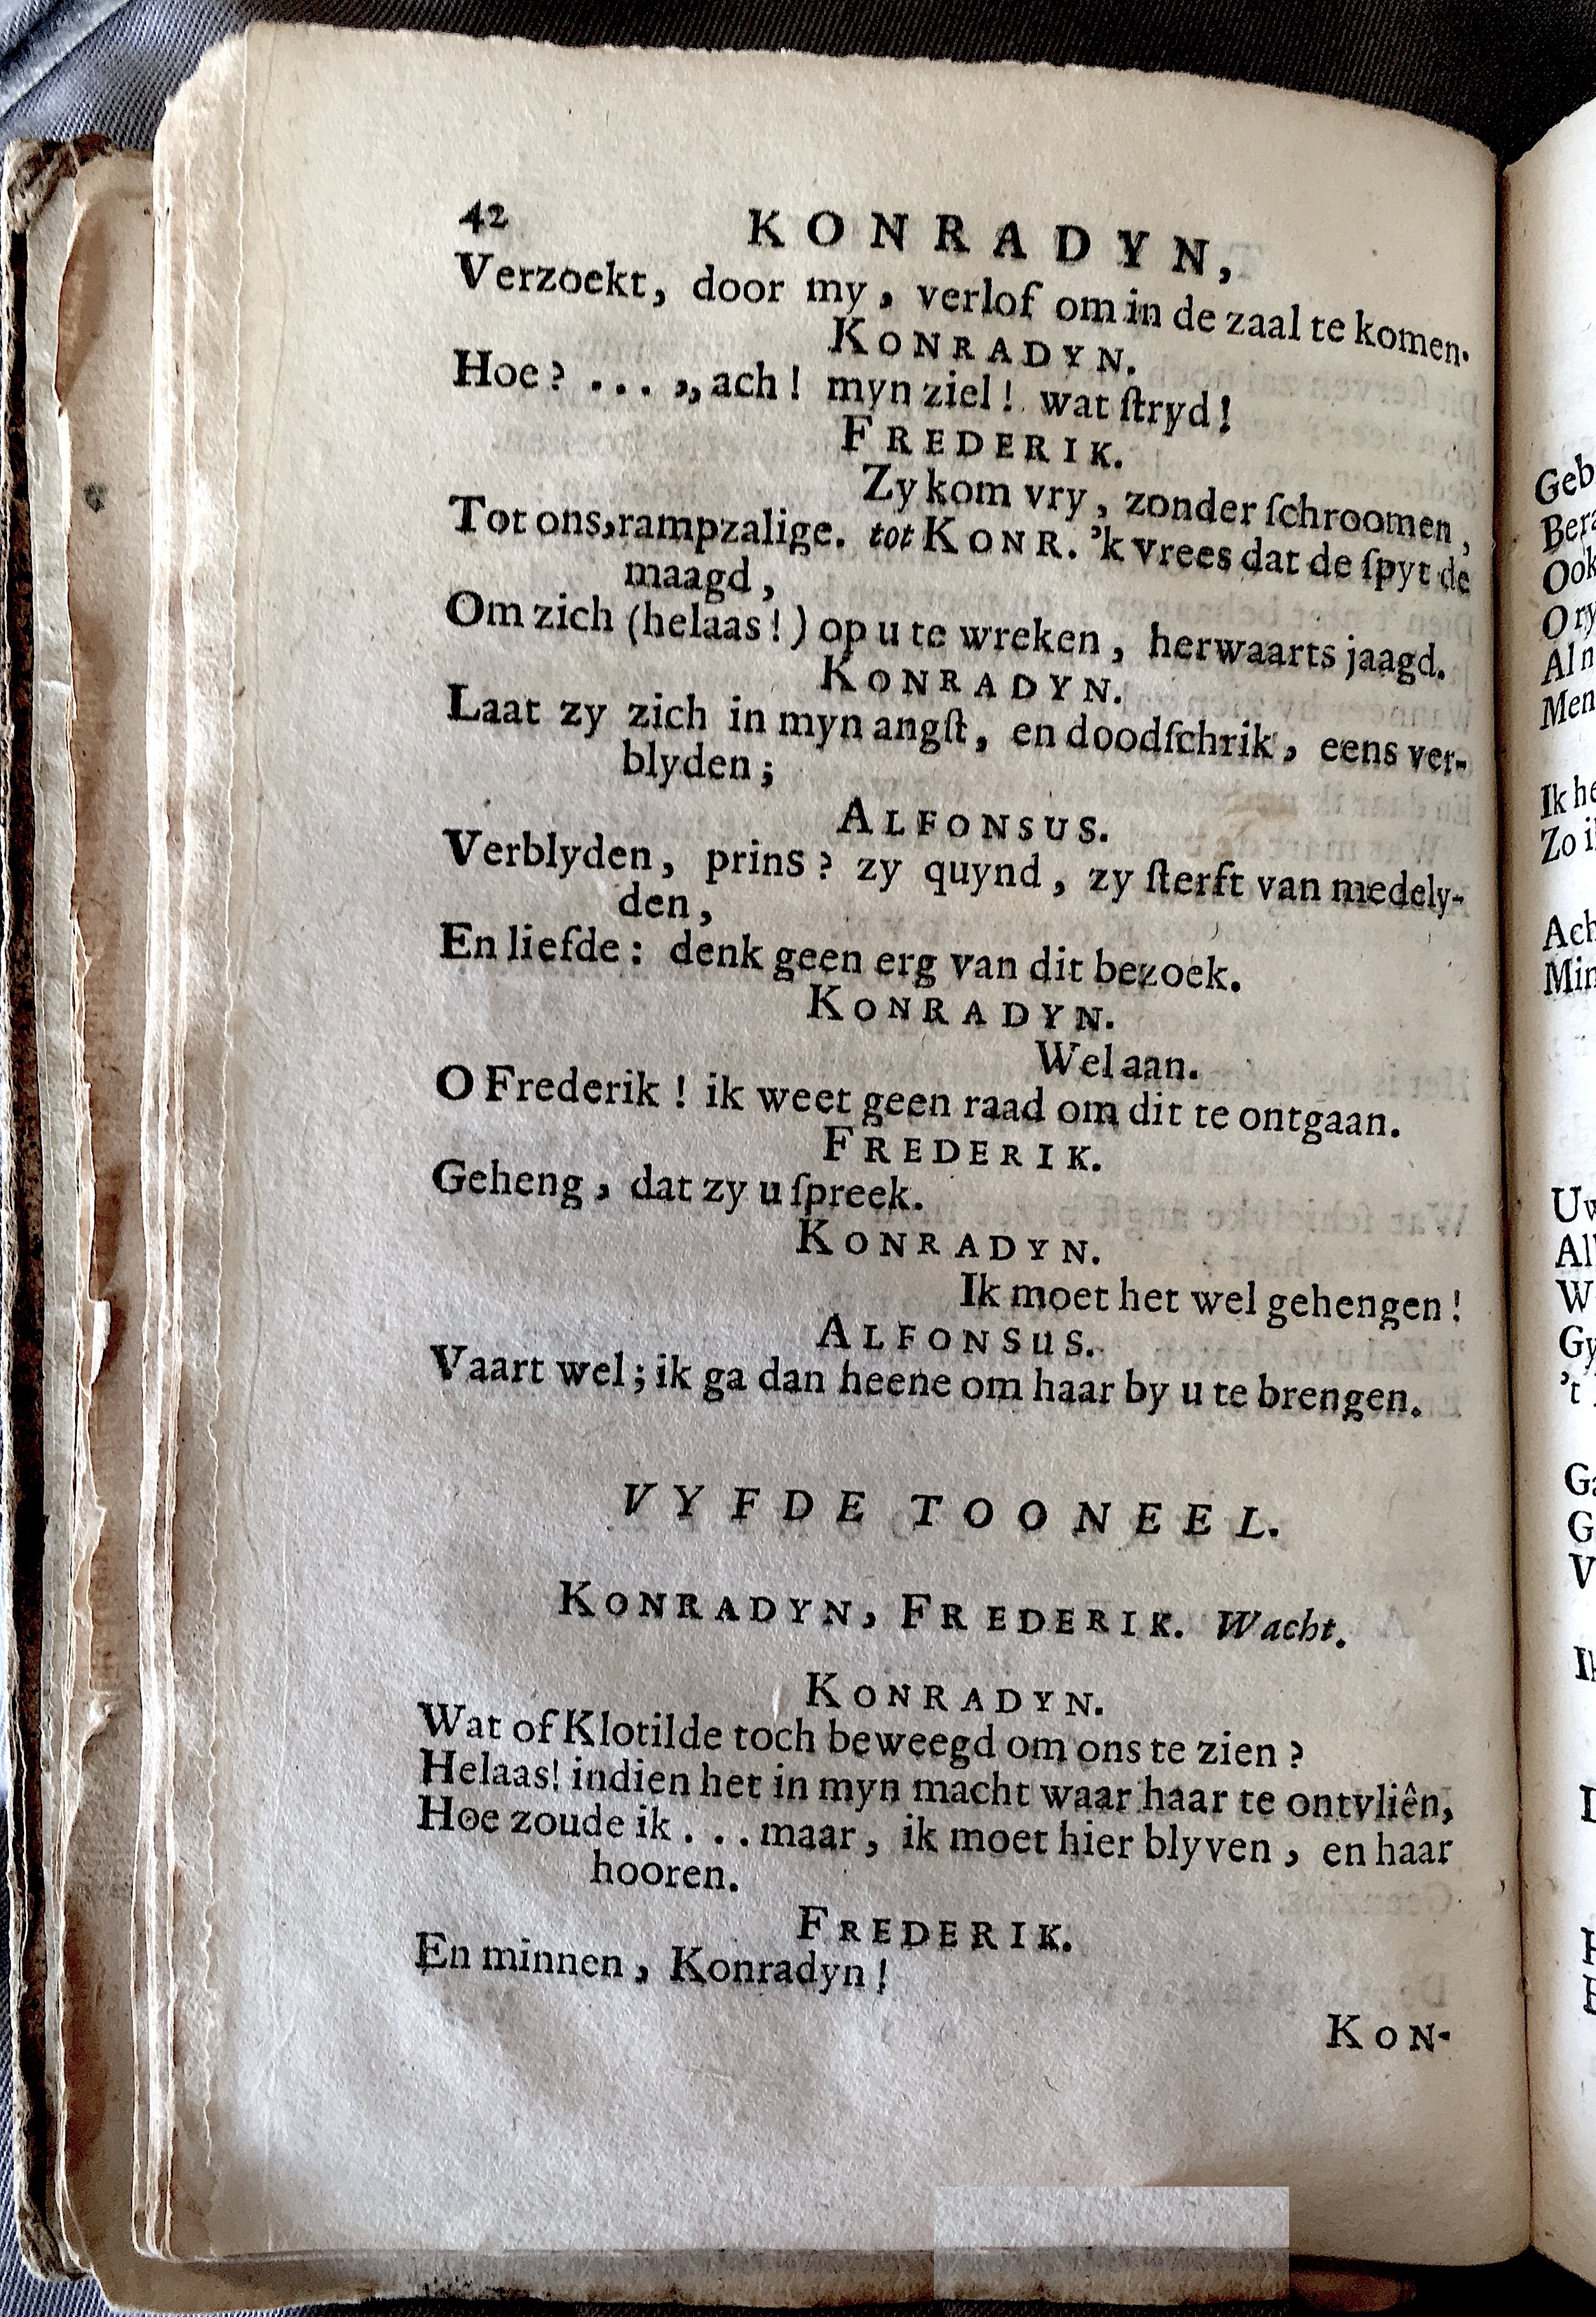 42 KONRADYN,
Verzoekt, door my, verlof om in de zaal te komen.
KONRADYN.
Hoe? ... „ ach! myn ziel! wat ſtryd!
FREDERIK.
Zy kom vry, zonder ſchroomen,
Tot ons, rampzalige. tot KONR. 'k vrees dat de ſpyt de
maagd,
Om zich (helaas!) op u te wreken, herwaarts jaagd.
KONRADYN.
Laat zy zich in myn angſt, en doodſchrik, eens ver-
blyden;
ALFONSUS.
Verblyden, prins? zy quynd, zy ſterft van medely-
den,
En liefde: denk geen erg van dit bezoek.
KONRADYN.
Wel aan.
O Frederik! ik weet geen raad om dit te ontgaan.
FREDERIK.
Geheng, dat zy u ſpreek.
KONRADYN.
Ik moet het wel gehengen!
ALFONSUS.
Vaart wel; ik ga dan heene om haar by u te brengen.
VYFDE TOONEEL.
KONRADYN, FREDERIK. Wacht.
KONRADYN.
Wat of Klotilde toch beweegd om ons te zien?
Helaas! indien het in myn macht waar haar te ontvliên,
Hoe zoude ik ... maar, ik moet hier blyven, en haar
hooren.
FREDERIK.
En minnen, Konradyn!
KON-